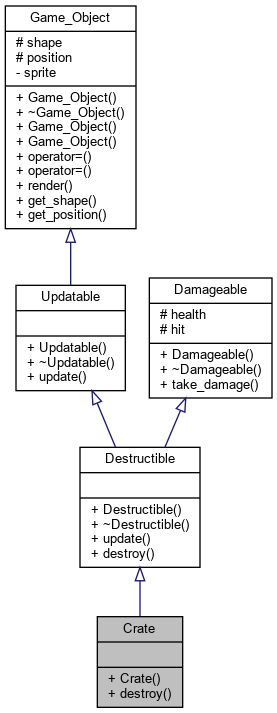 Game_Object
# shape
# position
- sprite
+ Game_Object()
+ ~Game_Object()
+ Game_Object()
+ Game_Object()
+ operator=()
+ operator=()
+ render()
+ get_shape()
+ get_position()
Updatable
+ Updatable()
+ ~Updatable()
+ update()
Damageable
# health
# hit
+ Damageable()
+ ~Damageable()
+ take_damage()
Destructible
+ Destructible()
+ ~Destructible()
+ update()
+ destroy()
Crate
+ Crate()
+ destroy()